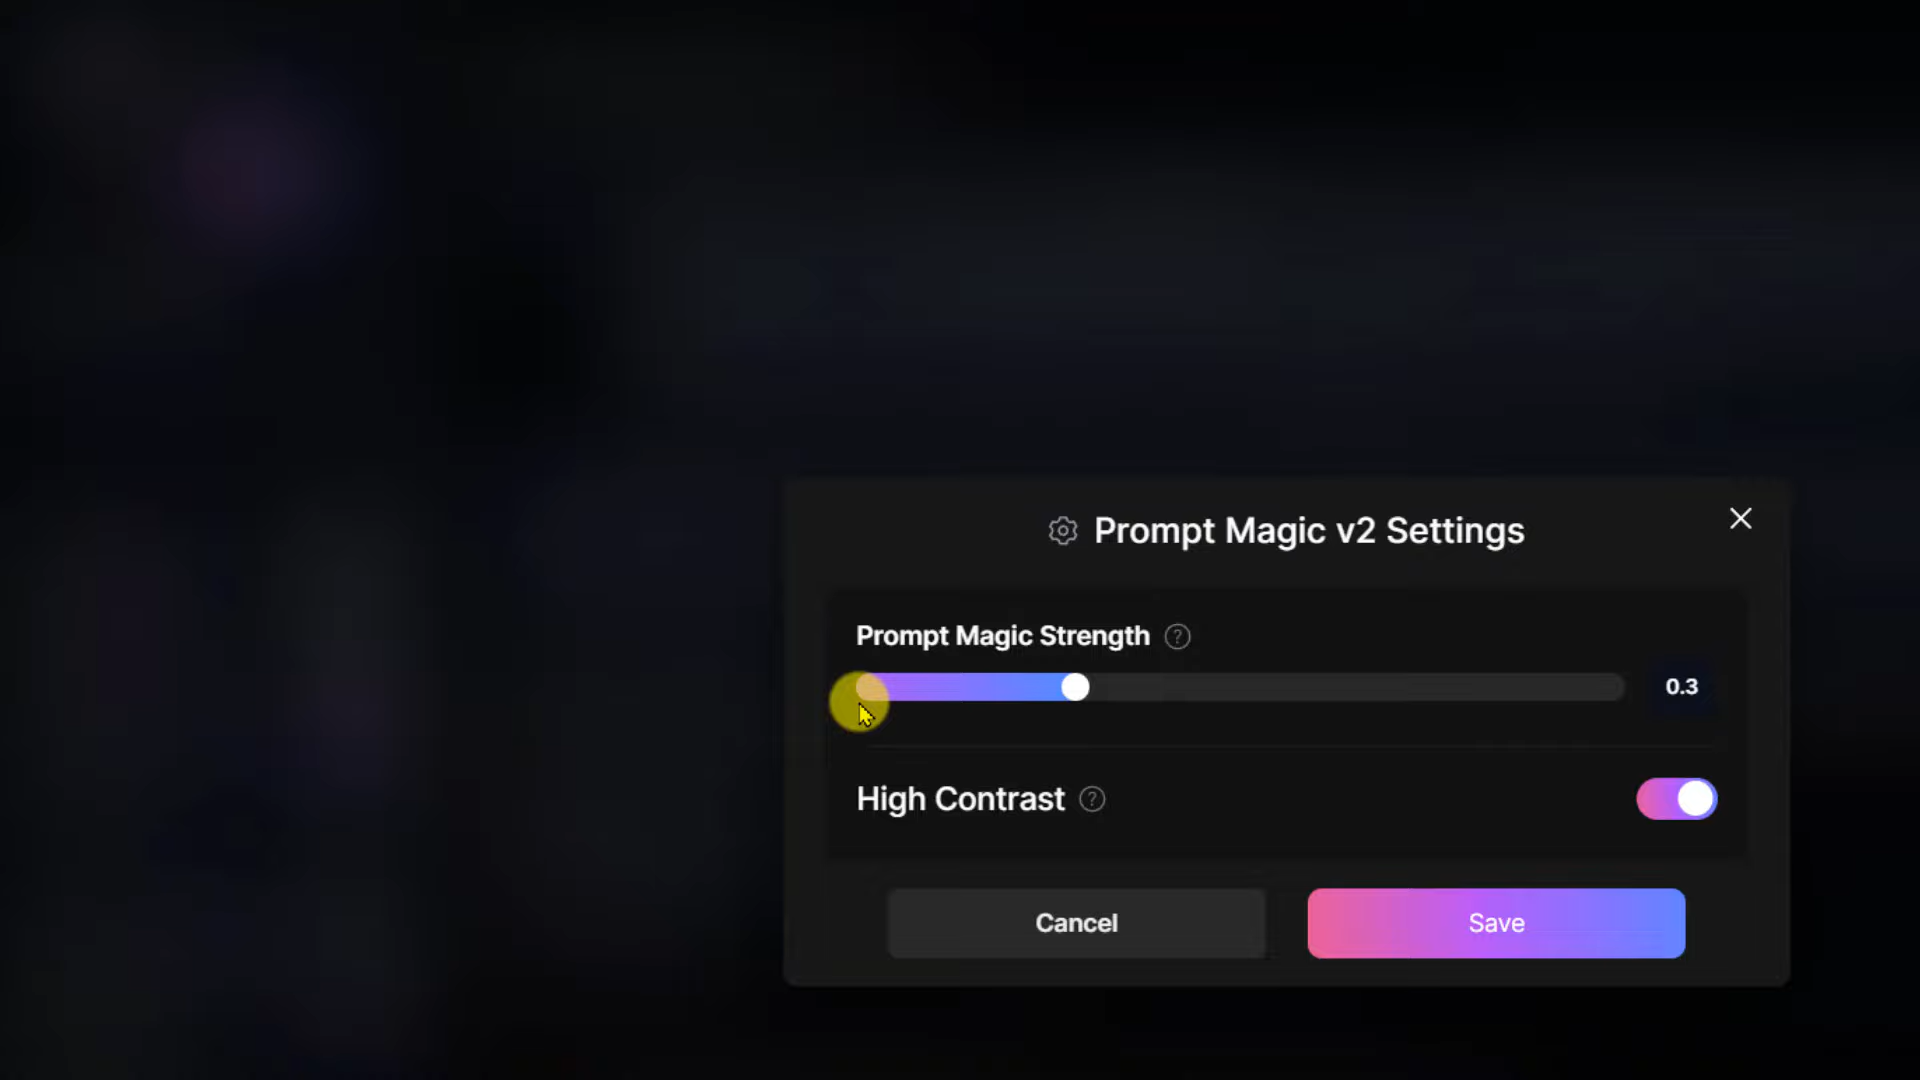 Prompt Magic v2 Settings
Prompt Magic Strength ?
0.3
High Contrast ?
Cancel
Save